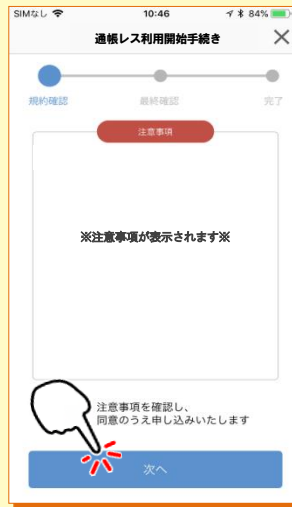 SIMなし 10:46 84%
通帳レス利用開始手続き
規約確認 最終確認 完了
注意事項
※注意事項が表示されます※
注意事項を確認し、
同意のうえ申し込みいたします
次へ